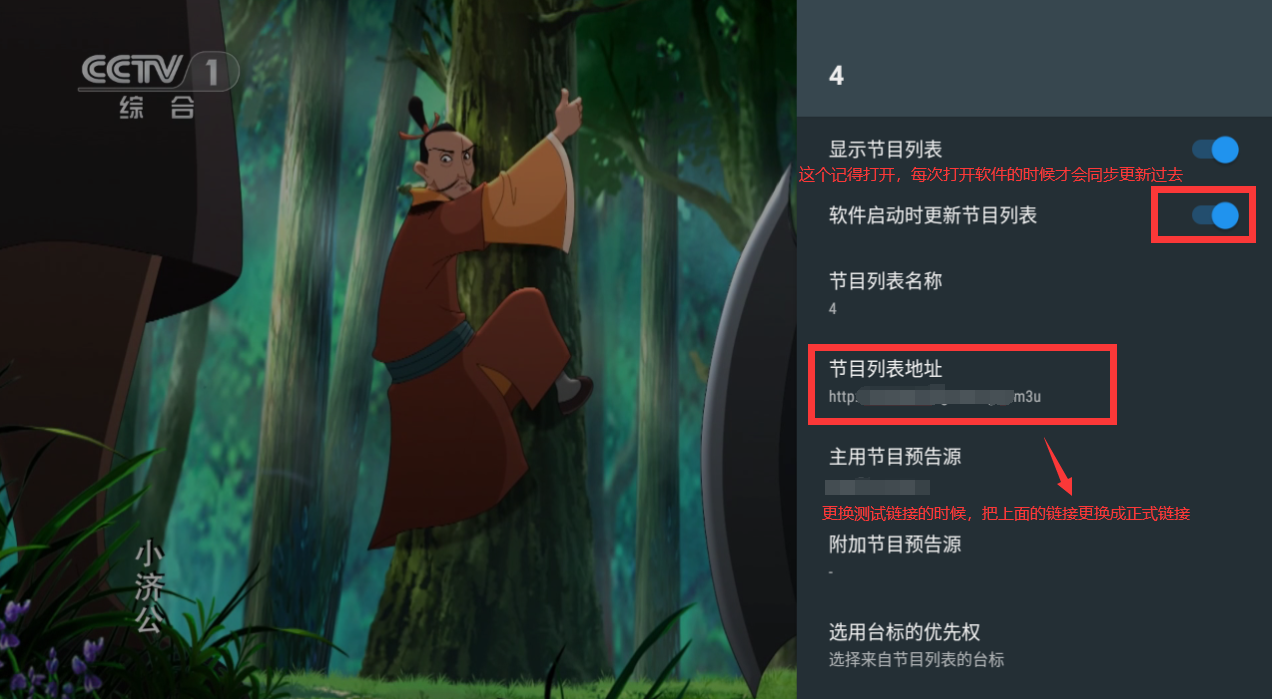 CCTV 1
综 合
小济公
4
显示节目列表
这个记得打开，每次打开软件的时候才会同步更新过去
软件启动时更新节目列表
节目列表名称
4
节目列表地址
http.
m3u
主用节目预告源
更换测试链接的时候，把上面的链接更换成正式链接
附加节目预告源
-
选用台标的优先权
选择来自节目列表的台标